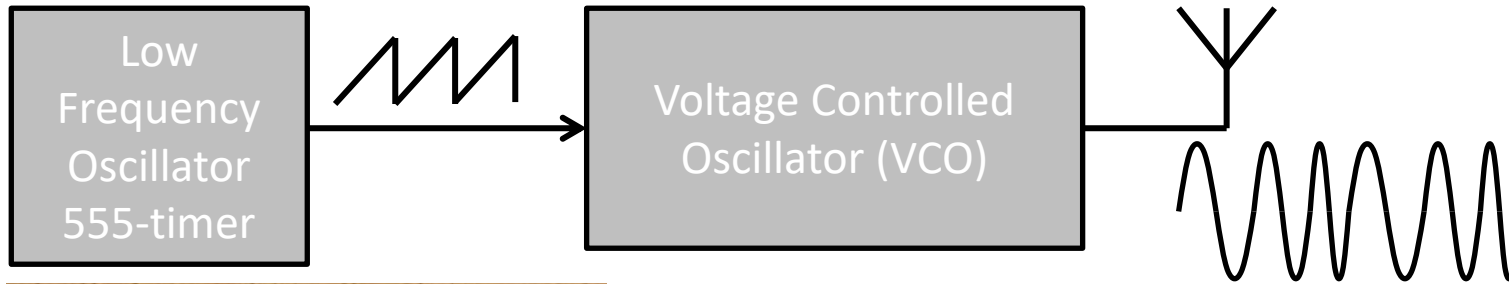 Low
Frequency
Oscillator
555-timer
Voltage Controlled
Oscillator (VCO)